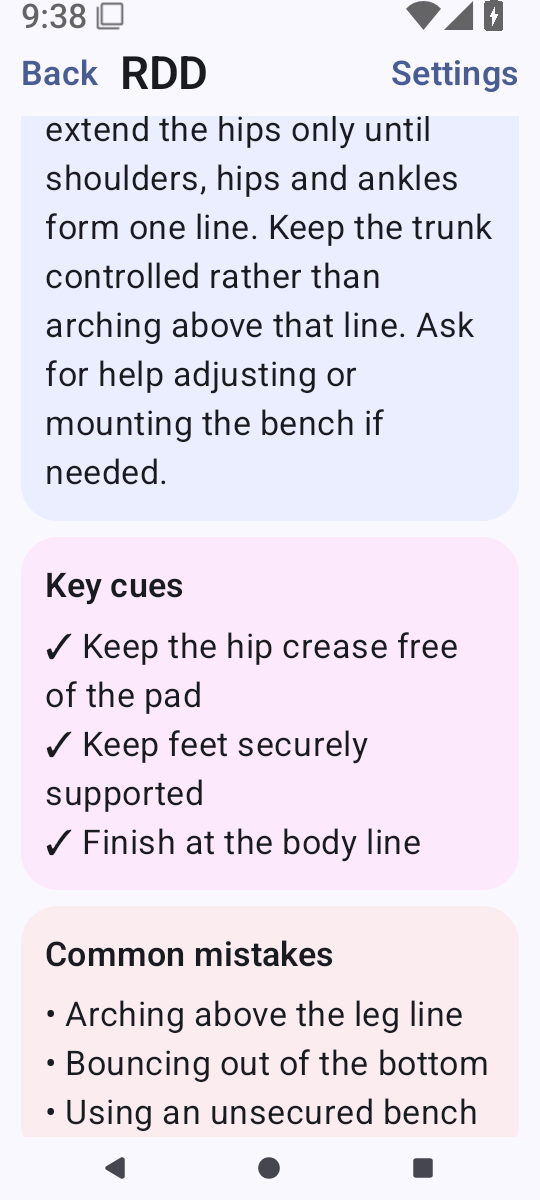 9:38
Back RDD Settings
extend the hips only until
shoulders, hips and ankles
form one line. Keep the trunk
controlled rather than
arching above that line. Ask
for help adjusting or
mounting the bench if
needed.
Key cues
✓ Keep the hip crease free
of the pad
✓ Keep feet securely
supported
✓ Finish at the body line
Common mistakes
• Arching above the leg line
• Bouncing out of the bottom
• Using an unsecured bench